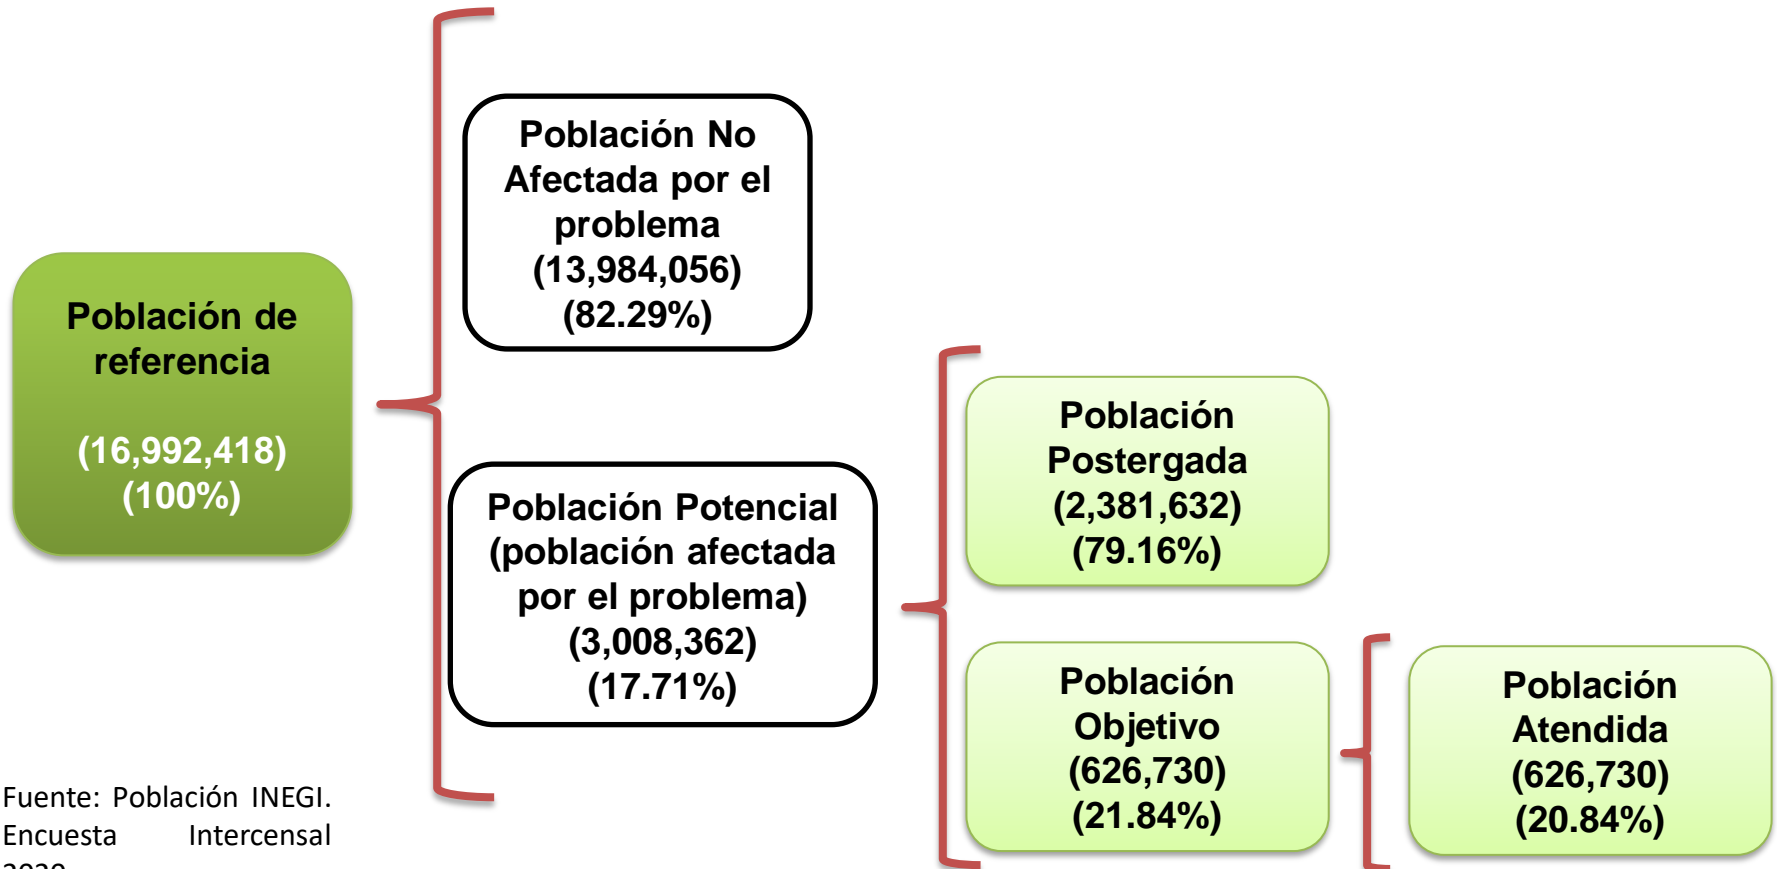 Población de
referencia
(16,992,418)
(100%)
Población No
Afectada por el
problema
(13,984,056)
(82.29%)
Población Potencial
(población afectada
por el problema)
(3,008,362)
(17.71%)
Población
Postergada
(2,381,632)
(79.16%)
Población
Objetivo
(626,730)
(21.84%)
Población
Atendida
(626,730)
(20.84%)
Fuente: Población INEGI.
Encuesta Intercensal